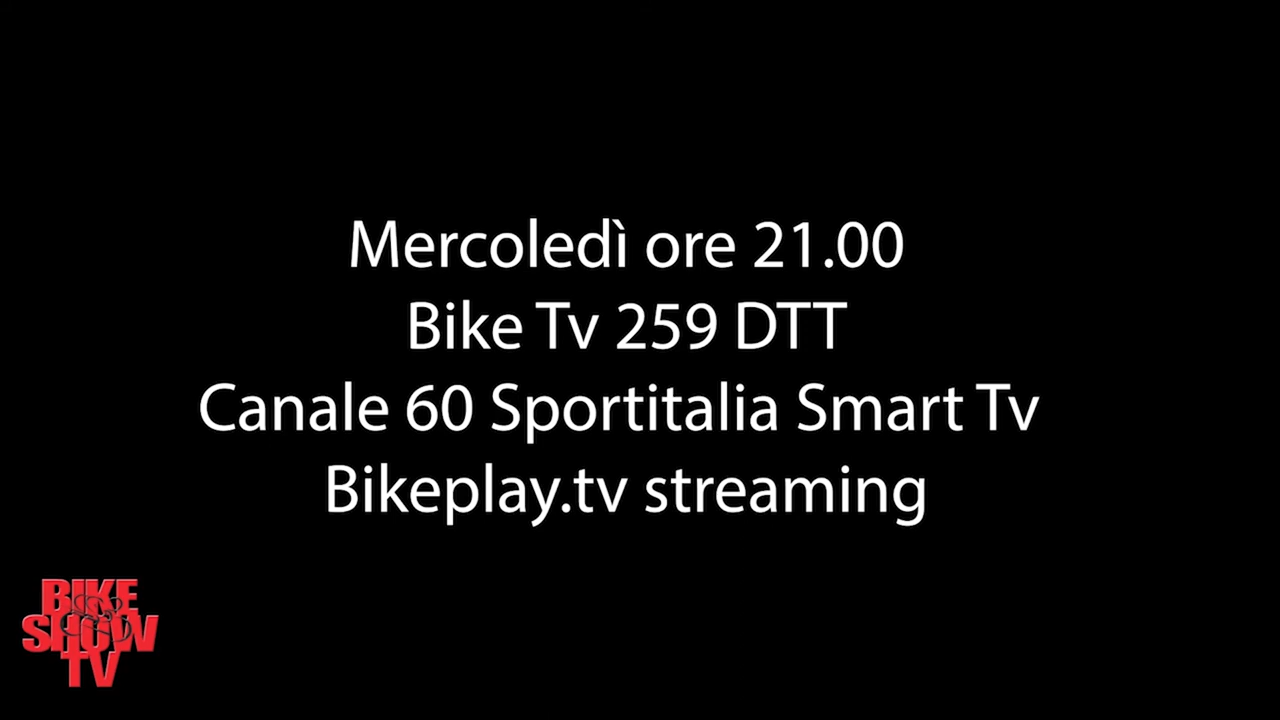 Mercoledì ore 21.00
Bike Tv 259 DTT
Canale 60 Sportitalia Smart Tv
Bikeplay.tv streaming
BIKE
SHOW
TV